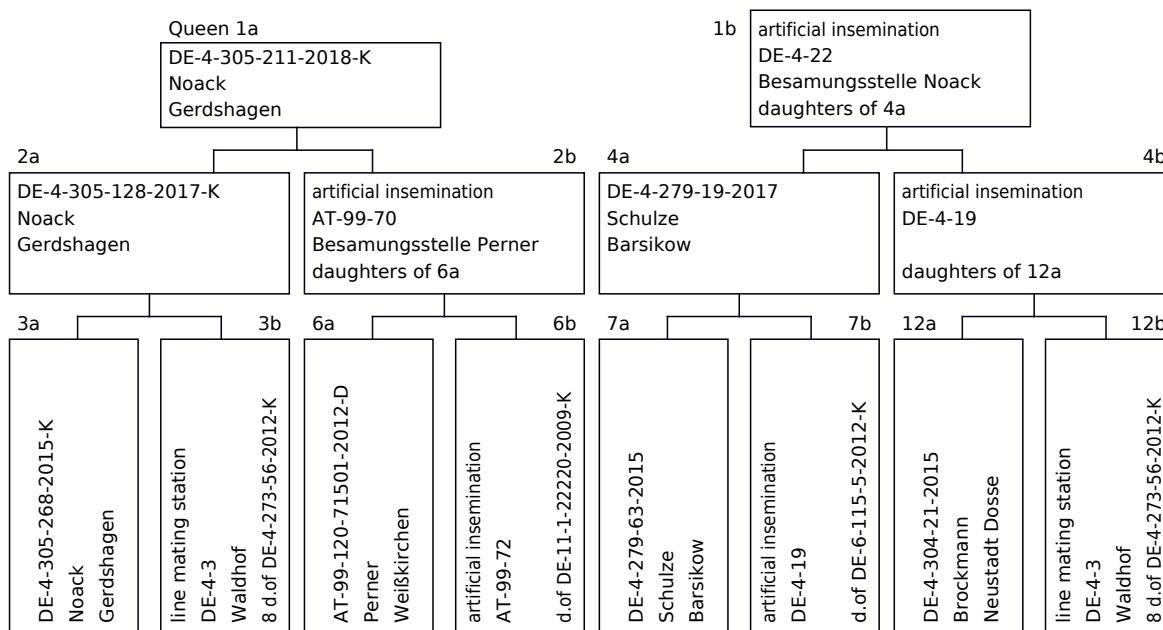 Queen 1a
DE-4-305-211-2018-K
Noack
Gerdshagen
1b
artificial insemination
DE-4-22
Besamungsstelle Noack
daughters of 4a
2a
DE-4-305-128-2017-K
Noack
Gerdshagen
2b
artificial insemination
AT-99-70
Besamungsstelle Perner
daughters of 6a
4a
DE-4-279-19-2017
Schulze
Barsikow
4b
artificial insemination
DE-4-19
daughters of 12a
3a
DE-4-305-268-2015-K
Noack
Gerdshagen
3b
line mating station
DE-4-3
Waldhof
8 d.of DE-4-273-56-2012-K
6a
AT-99-120-71501-2012-D
Perner
Weißkirchen
6b
artificial insemination
AT-99-72
d.of DE-11-1-22220-2009-K
7a
DE-4-279-63-2015
Schulze
Barsikow
7b
artificial insemination
DE-4-19
d.of DE-6-115-5-2012-K
12a
DE-4-304-21-2015
Brockmann
Neustadt Dosse
12b
line mating station
DE-4-3
Waldhof
8 d.of DE-4-273-56-2012-K